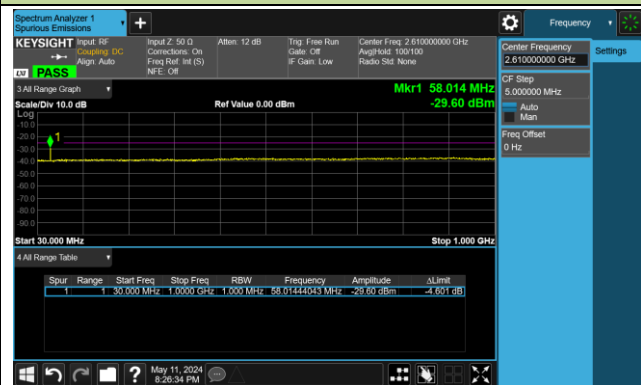 Spectrum Analyzer 1
Spurious Emissions
Frequency
KEYSIGHT
Input: RF
Coupling: DC
Align: Auto
Input Z: 50 Ω
Corrections: On
Freq Ref: Int (S)
NFE: Off
Atten: 12 dB
Trig: Free Run
Gate: Off
IF Gain: Low
Center Freq: 2.610000000 GHz
Avg|Hold: 100/100
Radio Std: None
LXI
PASS
Center Frequency
2.610000000 GHz
Settings
CF Step
5.000000 MHz
Auto
Man
Freq Offset
0 Hz
3 All Range Graph
Mkr1 58.014 MHz
Scale/Div 10.0 dB
Ref Value 0.00 dBm
-29.60 dBm
Log
-10.0
-20.0
1
-30.0
-40.0
-50.0
-60.0
-70.0
-80.0
-90.0
Start 30.000 MHz
Stop 1.000 GHz
4 All Range Table
Spur Range Start Freq Stop Freq RBW Frequency Amplitude ΔLimit
1 1 30.000 MHz 1.0000 GHz 1.000 MHz 58.01444043 MHz -29.60 dBm -4.601 dB
?
May 11, 2024
8:26:34 PM